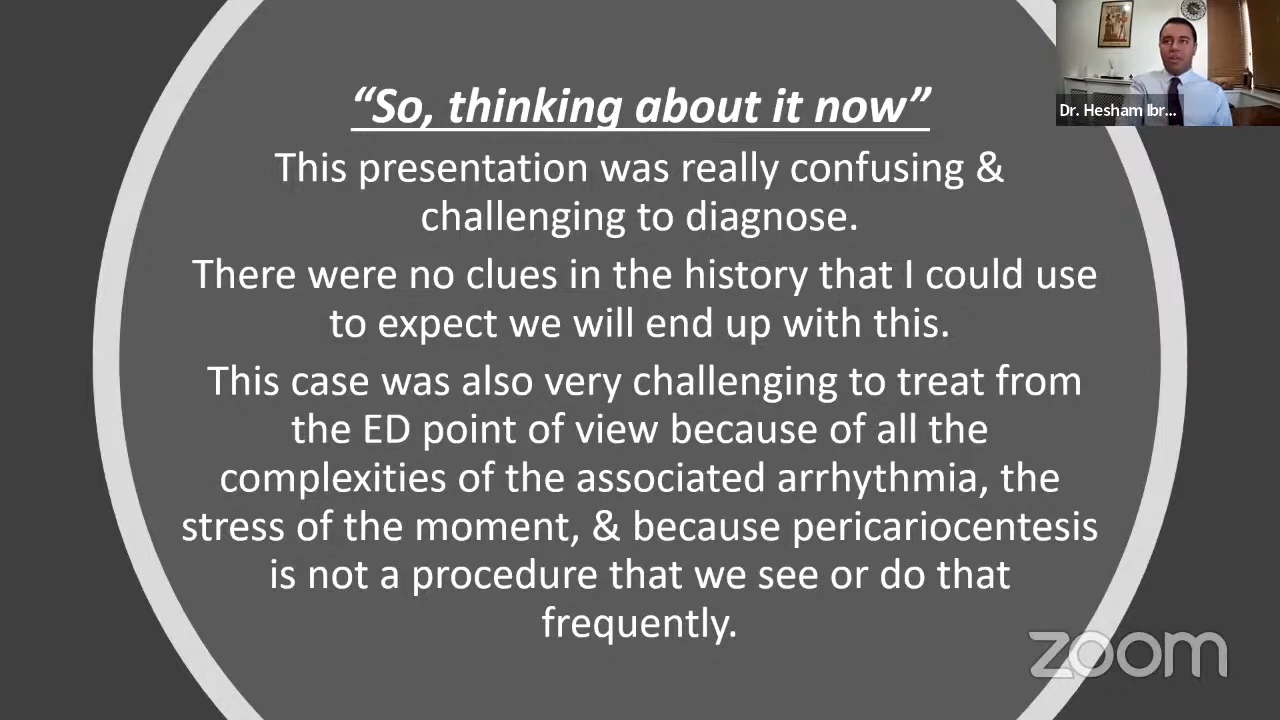 “So, thinking about it now”
This presentation was really confusing &
challenging to diagnose.
There were no clues in the history that I could use
to expect we will end up with this.
This case was also very challenging to treat from
the ED point of view because of all the
complexities of the associated arrhythmia, the
stress of the moment, & because pericariocentesis
is not a procedure that we see or do that
frequently.
Dr. Hesham Ibr...
zoom